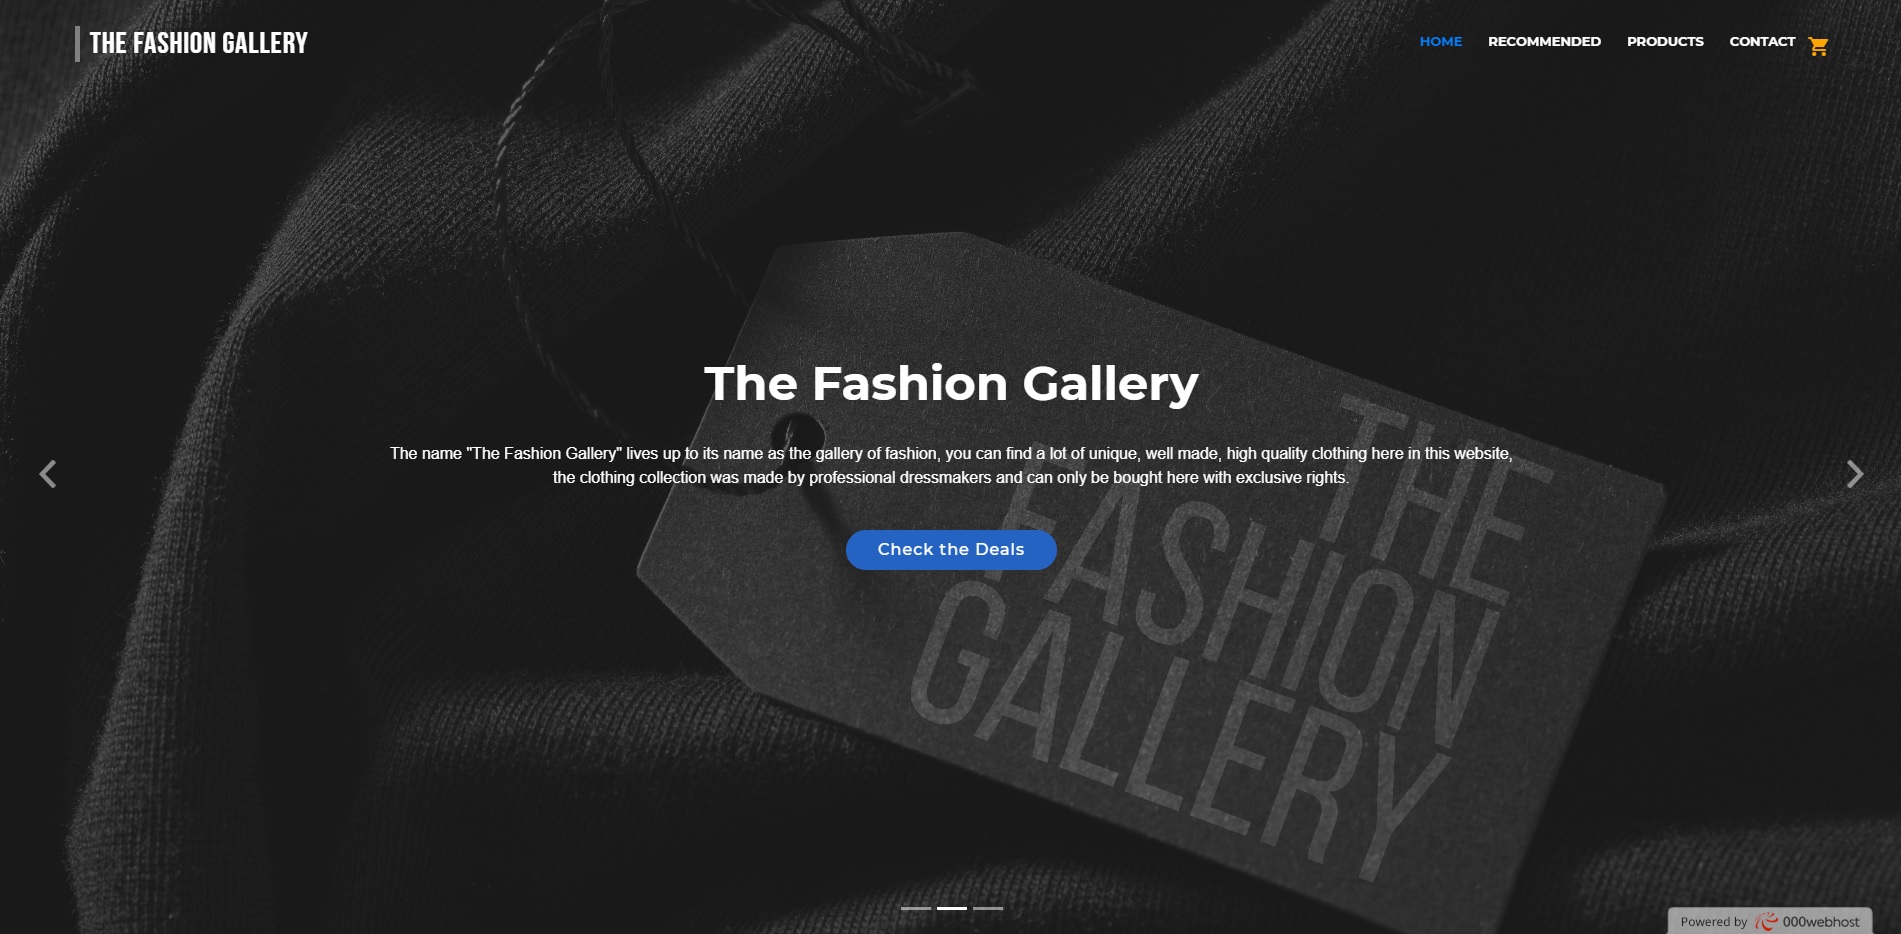 THE FASHION GALLERY
HOME
RECOMMENDED
PRODUCTS
CONTACT
The Fashion Gallery
The name "The Fashion Gallery" lives up to its name as the gallery of fashion, you can find a lot of unique, well made, high quality clothing here in this website,
the clothing collection was made by professional dressmakers and can only be bought here with exclusive rights.
Check the Deals
THE
FASHION
GALLERY
Powered by 000webhost